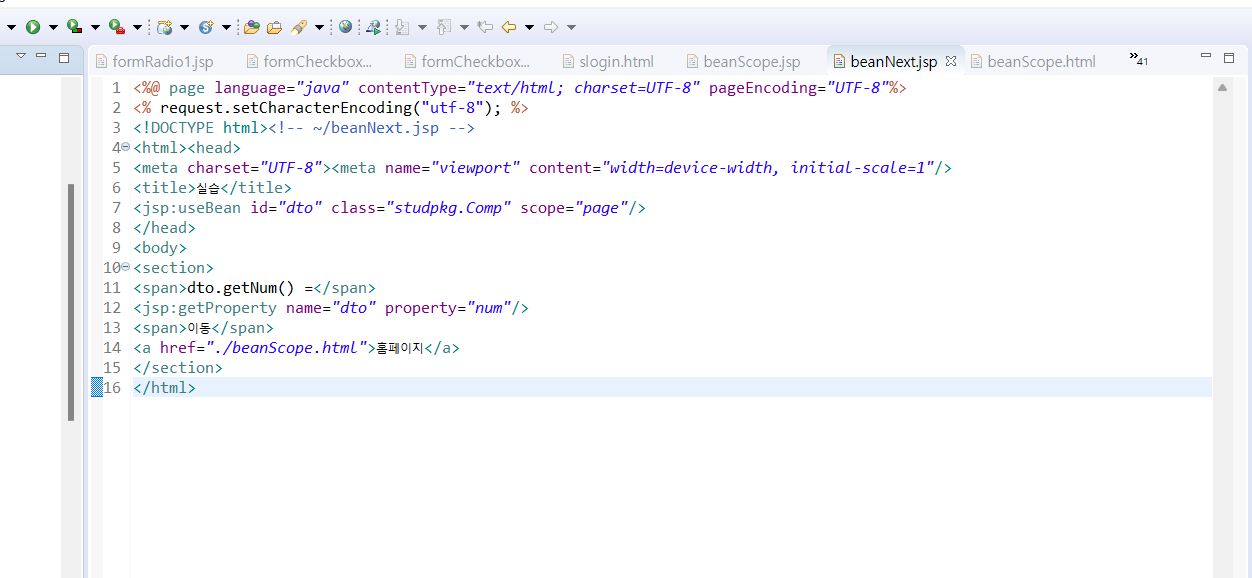 formRadio1.jsp formCheckbox... formCheckbox... slogin.html beanScope.jsp beanNext.jsp beanScope.html »41
1 <%@ page language="java" contentType="text/html; charset=UTF-8" pageEncoding="UTF-8"%>
2 <% request.setCharacterEncoding("utf-8"); %>
3 <!DOCTYPE html><!-- ~/beanNext.jsp -->
4 <html><head>
5 <meta charset="UTF-8"><meta name="viewport" content="width=device-width, initial-scale=1"/>
6 <title>실습</title>
7 <jsp:useBean id="dto" class="studpkg.Comp" scope="page"/>
8 </head>
9 <body>
10 <section>
11 <span>dto.getNum() =</span>
12 <jsp:getProperty name="dto" property="num"/>
13 <span>이동</span>
14 <a href="./beanScope.html">홈페이지</a>
15 </section>
16 </html>